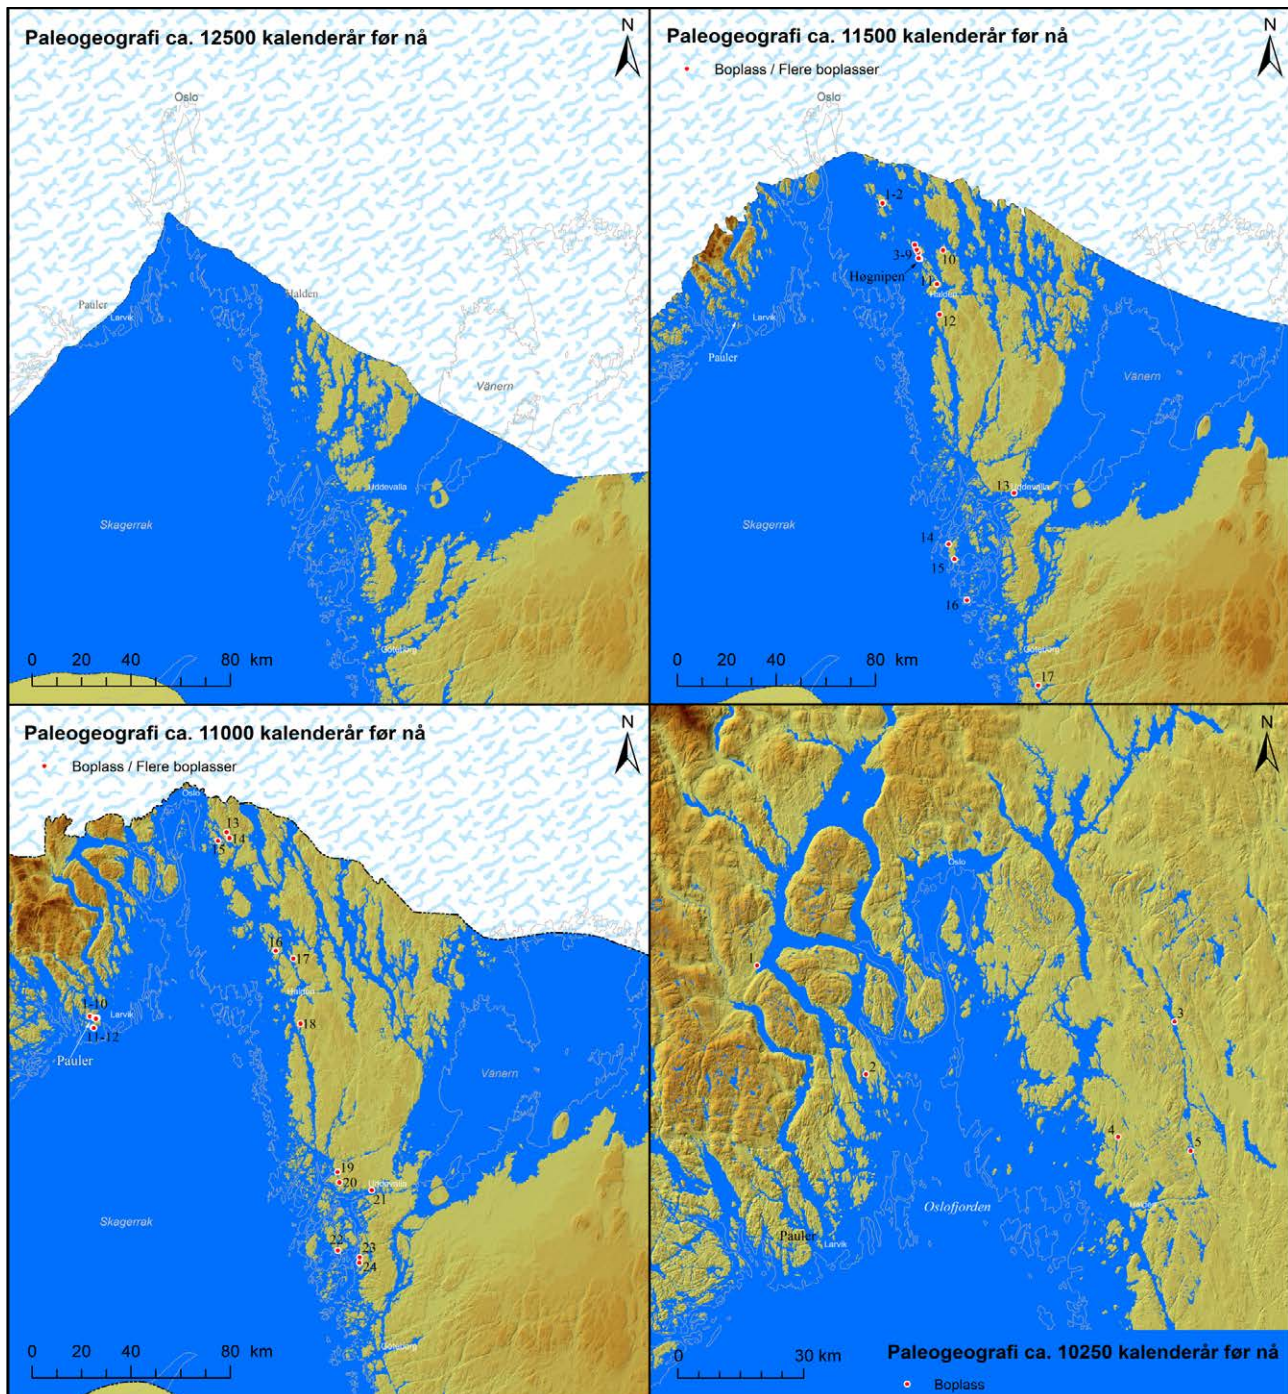 Paleogeografi ca. 12500 kalenderår før nå
N
Oslo
Pauler
Larvik
Halden
Vänern
Uddevalla
Skagerrak
Göteborg
0 20 40 80 km
Paleogeografi ca. 11500 kalenderår før nå
N
Boplass / Flere boplasser
Oslo
1-2
3-9
10
Høgnipen
11
Halden
12
Larvik
Pauler
Vänern
13
Uddevalla
Skagerrak
14
15
16
Göteborg
17
0 20 40 80 km
Paleogeografi ca. 11000 kalenderår før nå
N
Boplass / Flere boplasser
Oslo
13
14
15
16
17
Halden
1-10
Larvik
11-12
18
Pauler
Vänern
19
20
Uddevalla
21
Skagerrak
22
23
24
Göteborg
0 20 40 80 km
N
Oslo
1
3
2
4
5
Halden
Oslofjorden
Pauler
Larvik
0 30 km
Paleogeografi ca. 10250 kalenderår før nå
Boplass